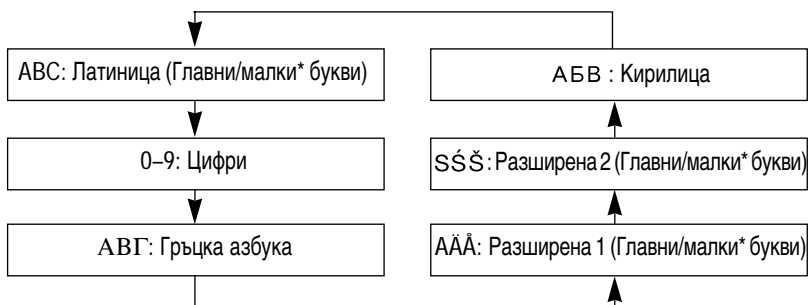 ABC: Латиница (Главни/малки* букви)
0–9: Цифри
ΑΒΓ: Гръцка азбука
АБВ : Кирилица
SŚŠ: Разширена 2 (Главни/малки* букви)
AÄÅ: Разширена 1 (Главни/малки* букви)